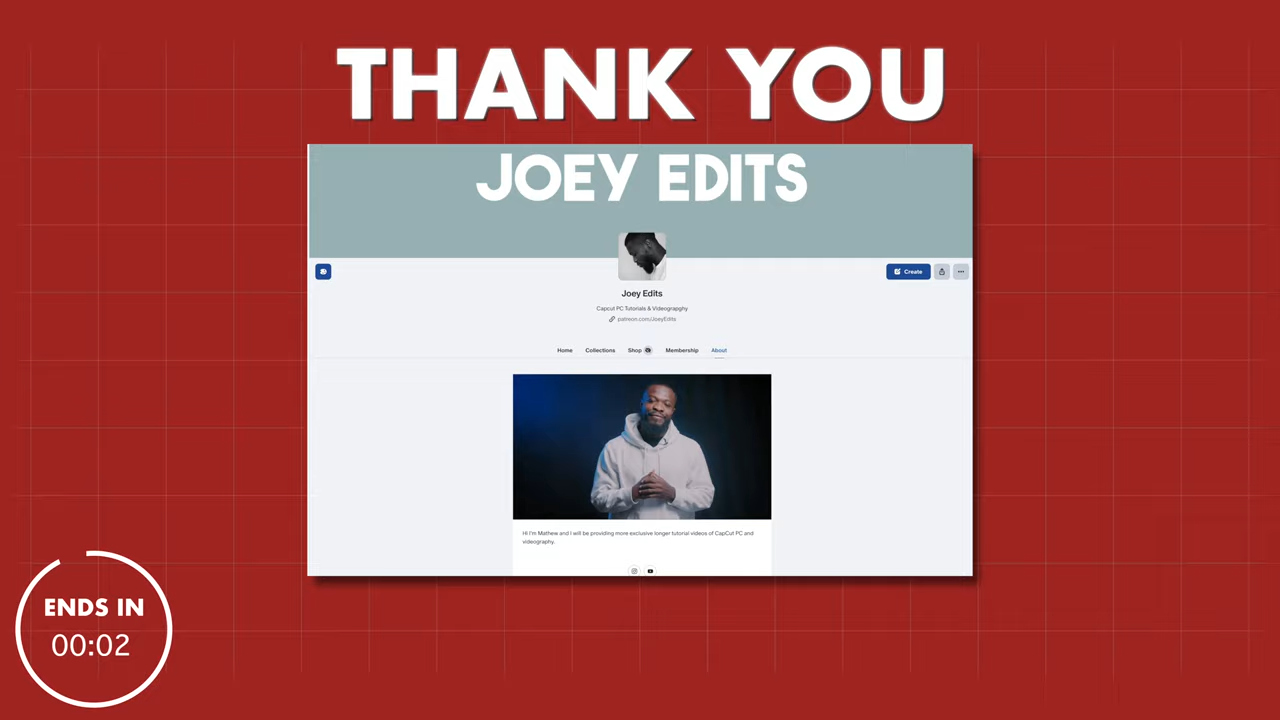 THANK YOU
JOEY EDITS
Create
Joey Edits
Capcut PC Tutorials & Videograpghy
patreon.com/JoeyEdits
Home Collections Shop Membership About
Hi I'm Mathew and I will be providing more exclusive longer tutorial videos of CapCut PC and
videography.
ENDS IN
00:02